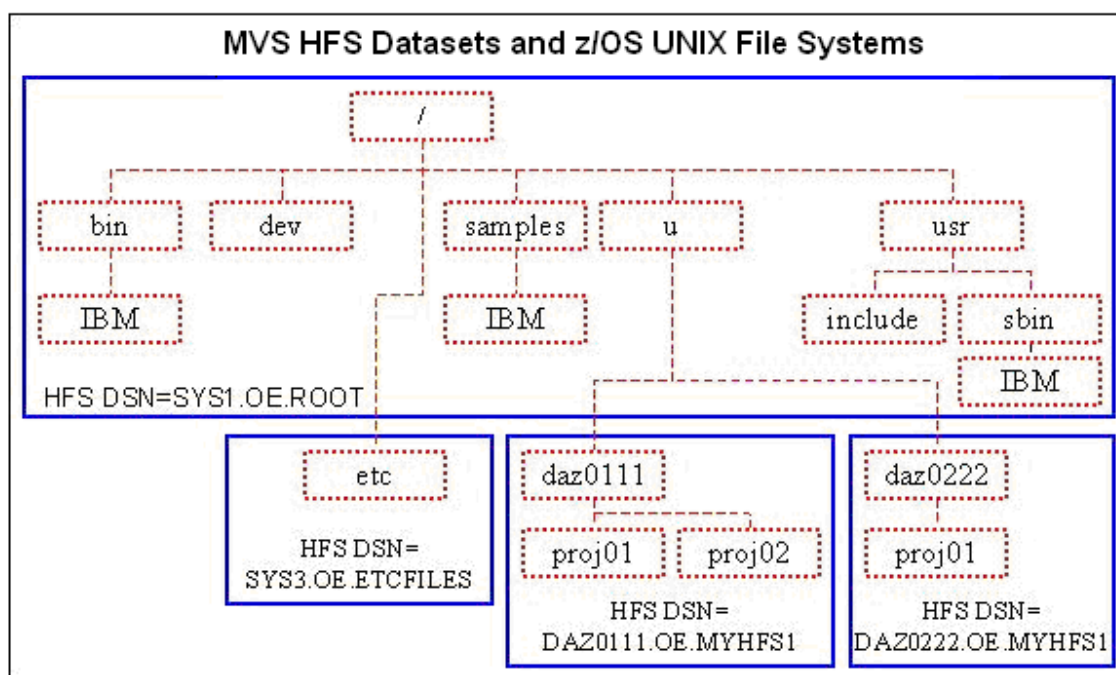 MVS HFS Datasets and z/OS UNIX File Systems
/
bin
dev
samples
u
usr
IBM
IBM
include
sbin
IBM
HFS DSN=SYS1.OE.ROOT
etc
HFS DSN=
SYS3.OE.ETCFILES
daz0111
proj01
proj02
HFS DSN=
DAZ0111.OE.MYHFS1
daz0222
proj01
HFS DSN=
DAZ0222.OE.MYHFS1